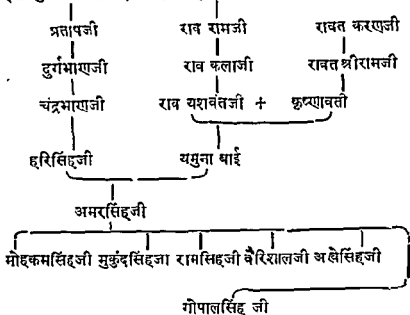 प्रतापजी राव रामजी रावत करणजी
दुर्गभाणजी राव कलाजी रावत श्रीरामजी
चंद्रभाणजी राव यशवंतजी + कृष्णावती
हरिसिंहजी यमुना बाई
अमरसिंहजी
मोहकमसिंहजी मुकुंदसिंहजा रामसिंहजी वैरिशालजी अखेसिंहजी
गोपालसिंह जी